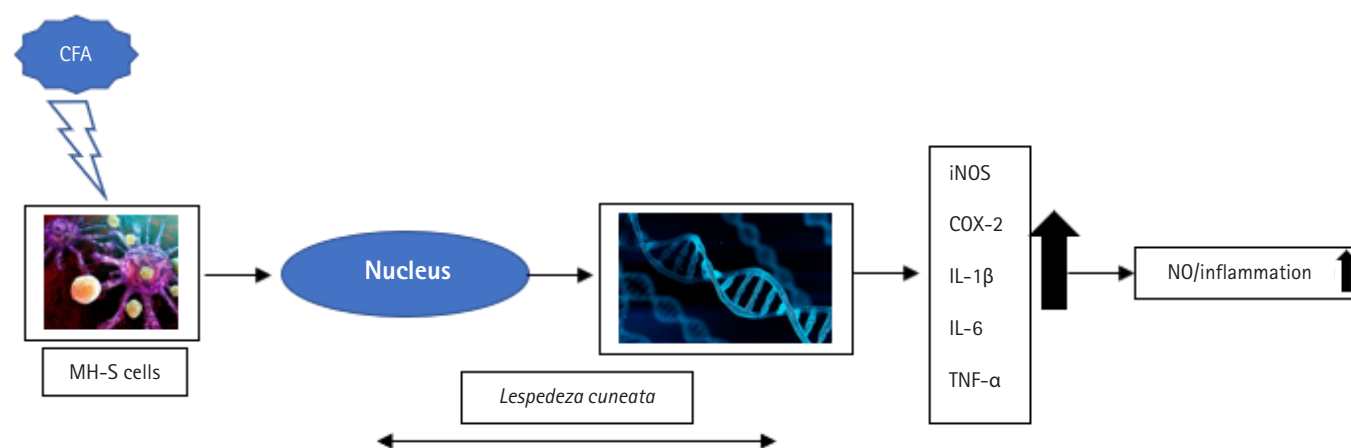 CFA
MH-S cells
Nucleus
Lespedeza cuneata
iNOS
COX-2
IL-1β
IL-6
TNF-α
NO/inflammation